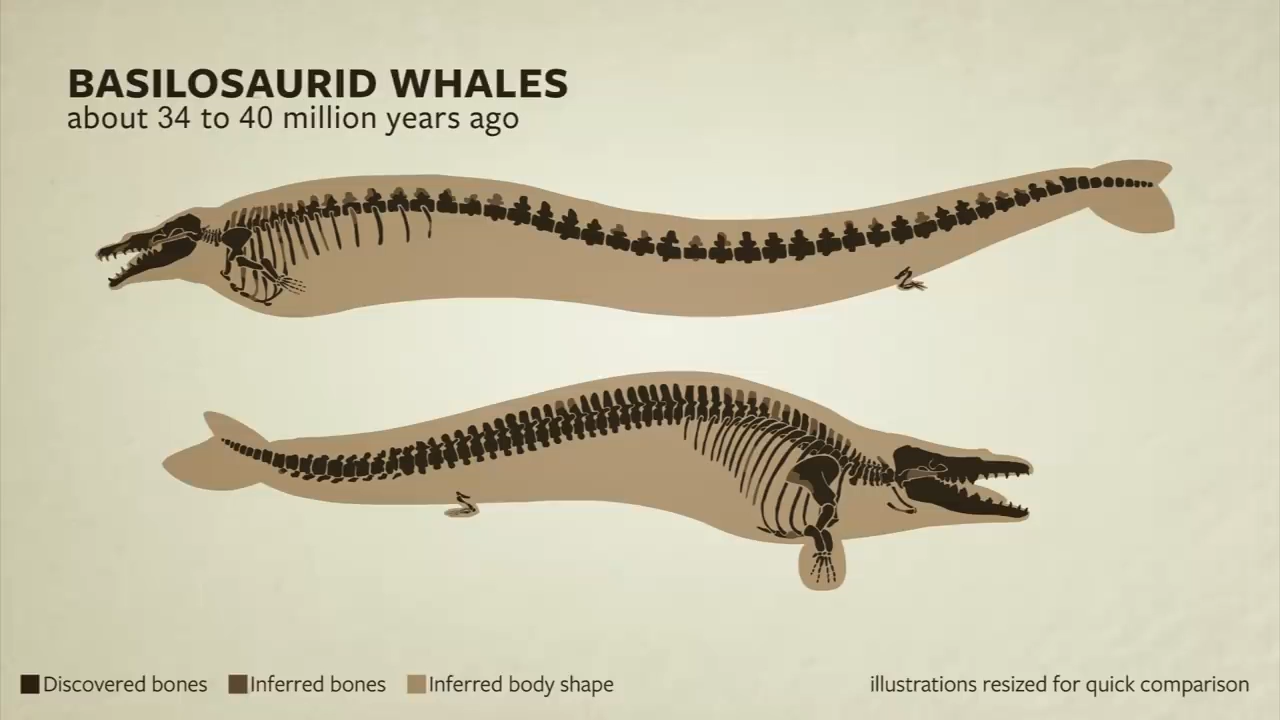 BASILOSAURID WHALES
about 34 to 40 million years ago
Discovered bones
Inferred bones
Inferred body shape
illustrations resized for quick comparison